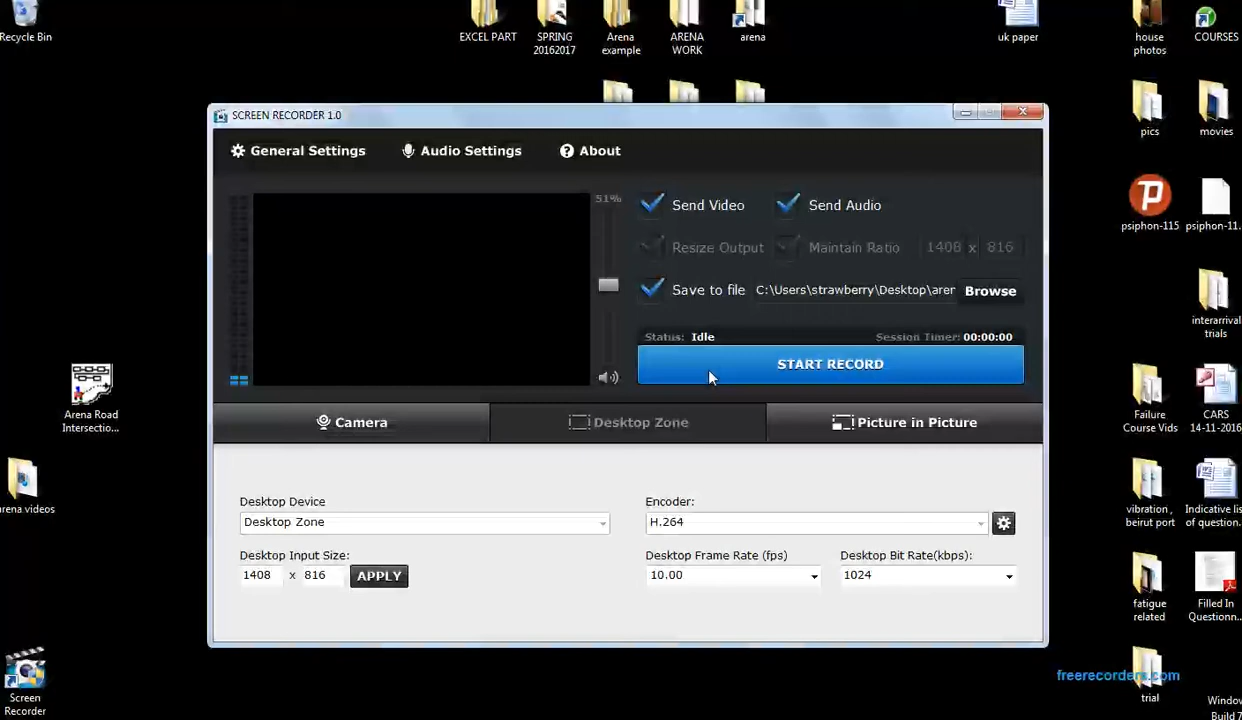 Recycle Bin
EXCEL PART
SPRING
20162017
Arena
example
ARENA
WORK
arena
uk paper
house
photos
COURSES
SCREEN RECORDER 1.0
General Settings
Audio Settings
About
pics
movies
51%
Send Video
Send Audio
psiphon-115
psiphon-11.
Resize Output
Maintain Ratio
1408 x 816
Save to file
C:\Users\strawberry\Desktop\arer
Browse
interarrival
trials
Status: Idle
Session Timer: 00:00:00
START RECORD
Arena Road
Intersectio...
Camera
Desktop Zone
Picture in Picture
Failure
Course Vids
CARS
14-11-2016
arena videos
Desktop Device
Desktop Zone
Encoder:
H.264
vibration ,
beirut port
Indicative lis
of question.
Desktop Input Size:
1408 x 816
APPLY
Desktop Frame Rate (fps)
10.00
Desktop Bit Rate(kbps):
1024
fatigue
related
Filled In
Questionn...
Screen
Recorder
freerecorders.com
trial
Window
Build 7